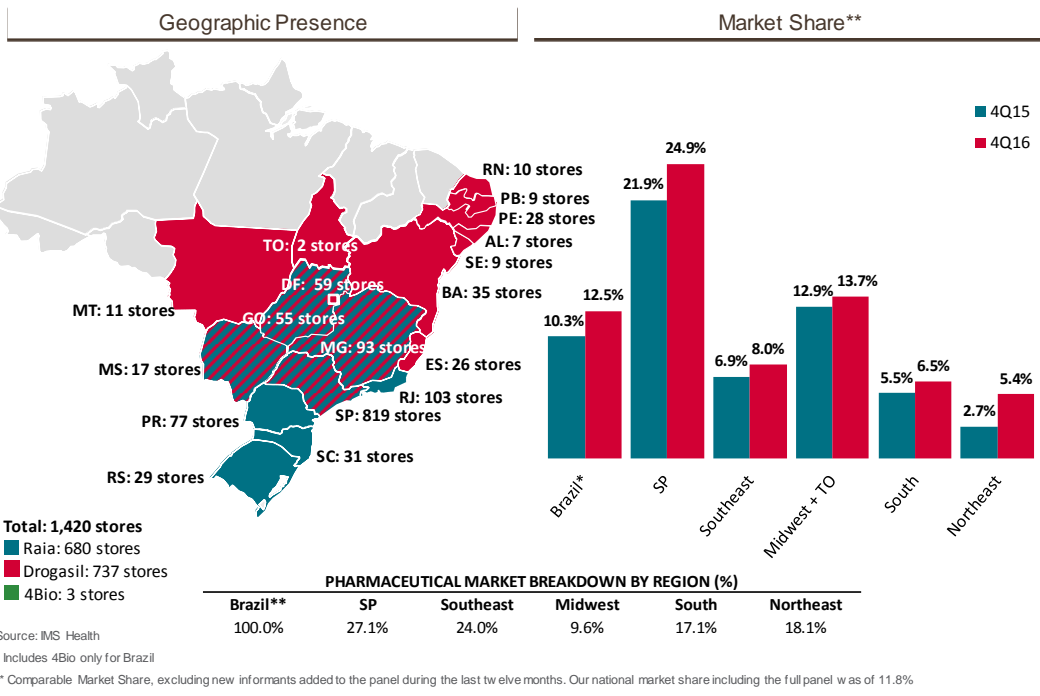 Geographic Presence
Market Share**
4Q15
4Q16
RN: 10 stores
PB: 9 stores
PE: 28 stores
AL: 7 stores
SE: 9 stores
BA: 35 stores
TO: 2 stores
DF: 59 stores
MT: 11 stores
GO: 55 stores
MG: 93 stores
ES: 26 stores
MS: 17 stores
RJ: 103 stores
SP: 819 stores
PR: 77 stores
SC: 31 stores
RS: 29 stores
Total: 1,420 stores
Raia: 680 stores
Drogasil: 737 stores
4Bio: 3 stores
10.3% 12.5%
21.9% 24.9%
6.9% 8.0%
12.9% 13.7%
5.5% 6.5%
2.7% 5.4%
Brazil* SP Southeast Midwest + TO South Northeast
PHARMACEUTICAL MARKET BREAKDOWN BY REGION (%)
Brazil** SP Southeast Midwest South Northeast
100.0% 27.1% 24.0% 9.6% 17.1% 18.1%
Source: IMS Health
Includes 4Bio only for Brazil
* Comparable Market Share, excluding new informants added to the panel during the last twelve months. Our national market share including the full panel was of 11.8%